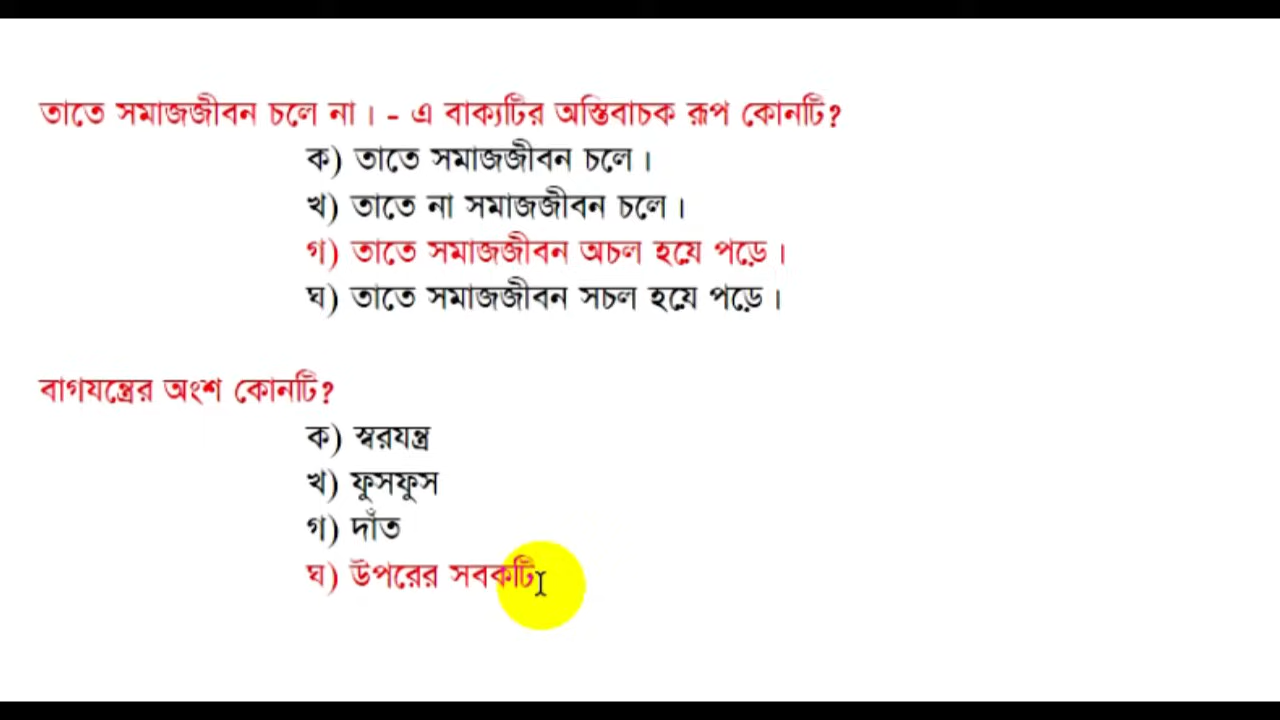 তাতে সমাজজীবন চলে না। - এ বাক্যটির অস্তিবাচক রূপ কোনটি?
ক) তাতে সমাজজীবন চলে।
খ) তাতে না সমাজজীবন চলে।
গ) তাতে সমাজজীবন অচল হয়ে পড়ে।
ঘ) তাতে সমাজজীবন সচল হয়ে পড়ে।
বাগযন্ত্রের অংশ কোনটি?
ক) স্বরযন্ত্র
খ) ফুসফুস
গ) দাঁত
ঘ) উপরের সবকটি